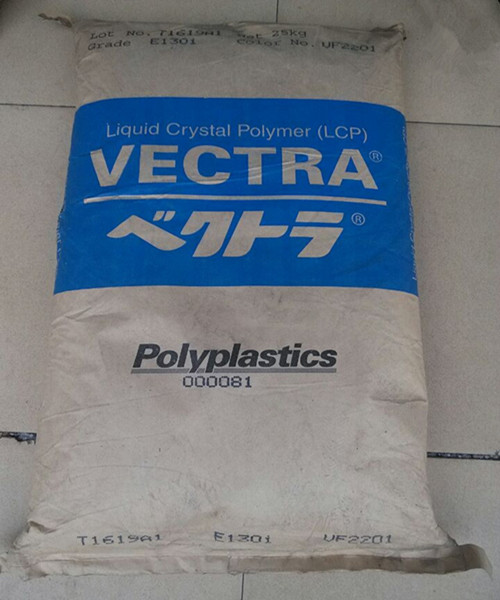 Lot No. T1619A1 Net 25kg
Grade E1301 Color No. VF2201
Liquid Crystal Polymer (LCP)
VECTRA®
ベクトラ®
Polyplastics
000081
T1619A1 E1301 VF2201